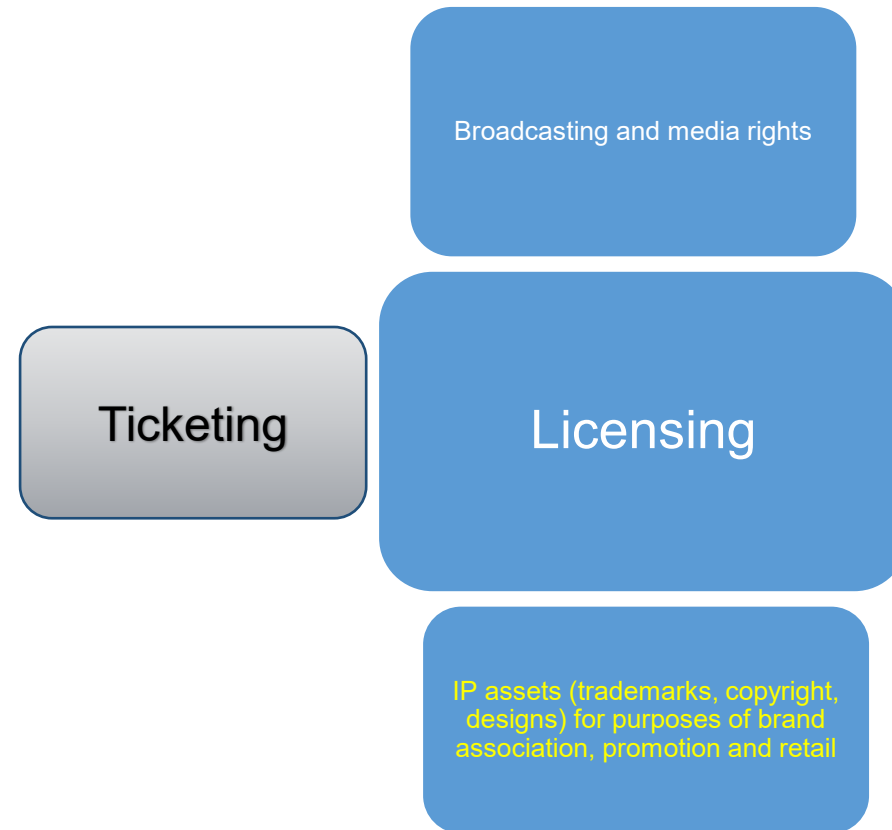 Broadcasting and media rights
Ticketing
Licensing
IP assets (trademarks, copyright,
designs) for purposes of brand
association, promotion and retail